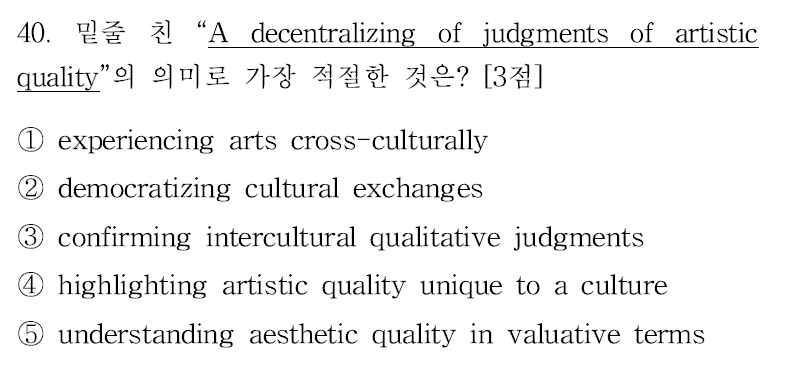 40. 밑줄 친 “A decentralizing of judgments of artistic
quality”의 의미로 가장 적절한 것은? [3점]
① experiencing arts cross-culturally
② democratizing cultural exchanges
③ confirming intercultural qualitative judgments
④ highlighting artistic quality unique to a culture
⑤ understanding aesthetic quality in valuative terms